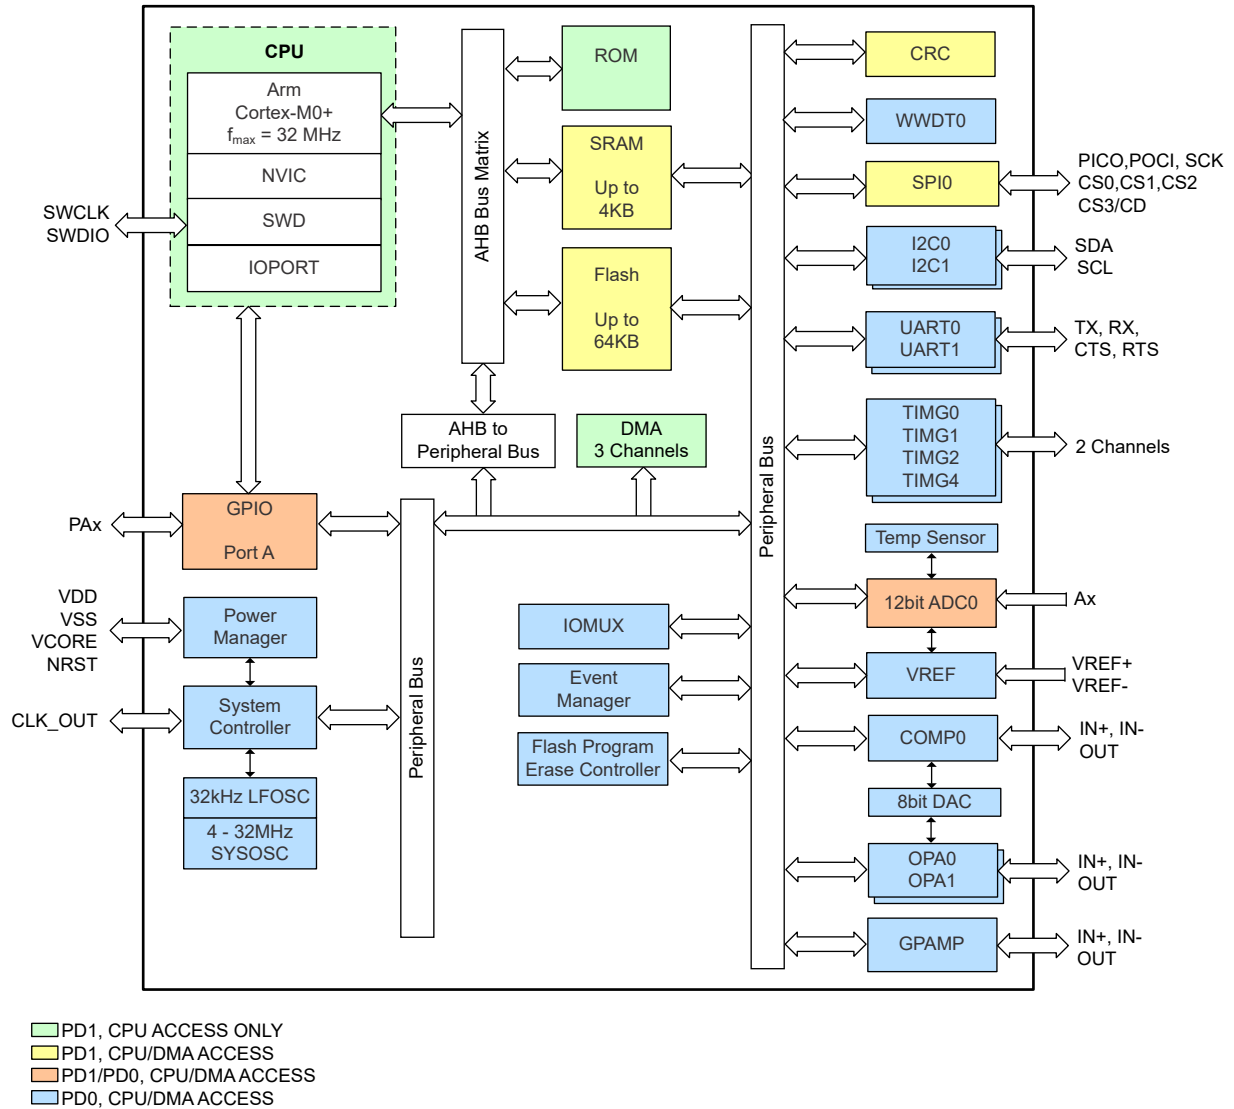 CPU
Arm
Cortex-M0+
fmax = 32 MHz
NVIC
SWD
IOPORT
SWCLK
SWDIO
AHB Bus Matrix
ROM
SRAM
Up to
4KB
Flash
Up to
64KB
AHB to
Peripheral Bus
DMA
3 Channels
GPIO
Port A
PAx
VDD
VSS
VCORE
NRST
Power
Manager
CLK_OUT
System
Controller
32kHz LFOSC
4 - 32MHz
SYSOSC
Peripheral Bus
IOMUX
Event
Manager
Flash Program
Erase Controller
Peripheral Bus
CRC
WWDT0
SPI0
PICO,POCI, SCK
CS0,CS1,CS2
CS3/CD
I2C0
I2C1
SDA
SCL
UART0
UART1
TX, RX,
CTS, RTS
TIMG0
TIMG1
TIMG2
TIMG4
2 Channels
Temp Sensor
12bit ADC0
Ax
VREF
VREF+
VREF-
COMP0
IN+, IN-
OUT
8bit DAC
OPA0
OPA1
IN+, IN-
OUT
GPAMP
IN+, IN-
OUT
PD1, CPU ACCESS ONLY
PD1, CPU/DMA ACCESS
PD1/PD0, CPU/DMA ACCESS
PD0, CPU/DMA ACCESS